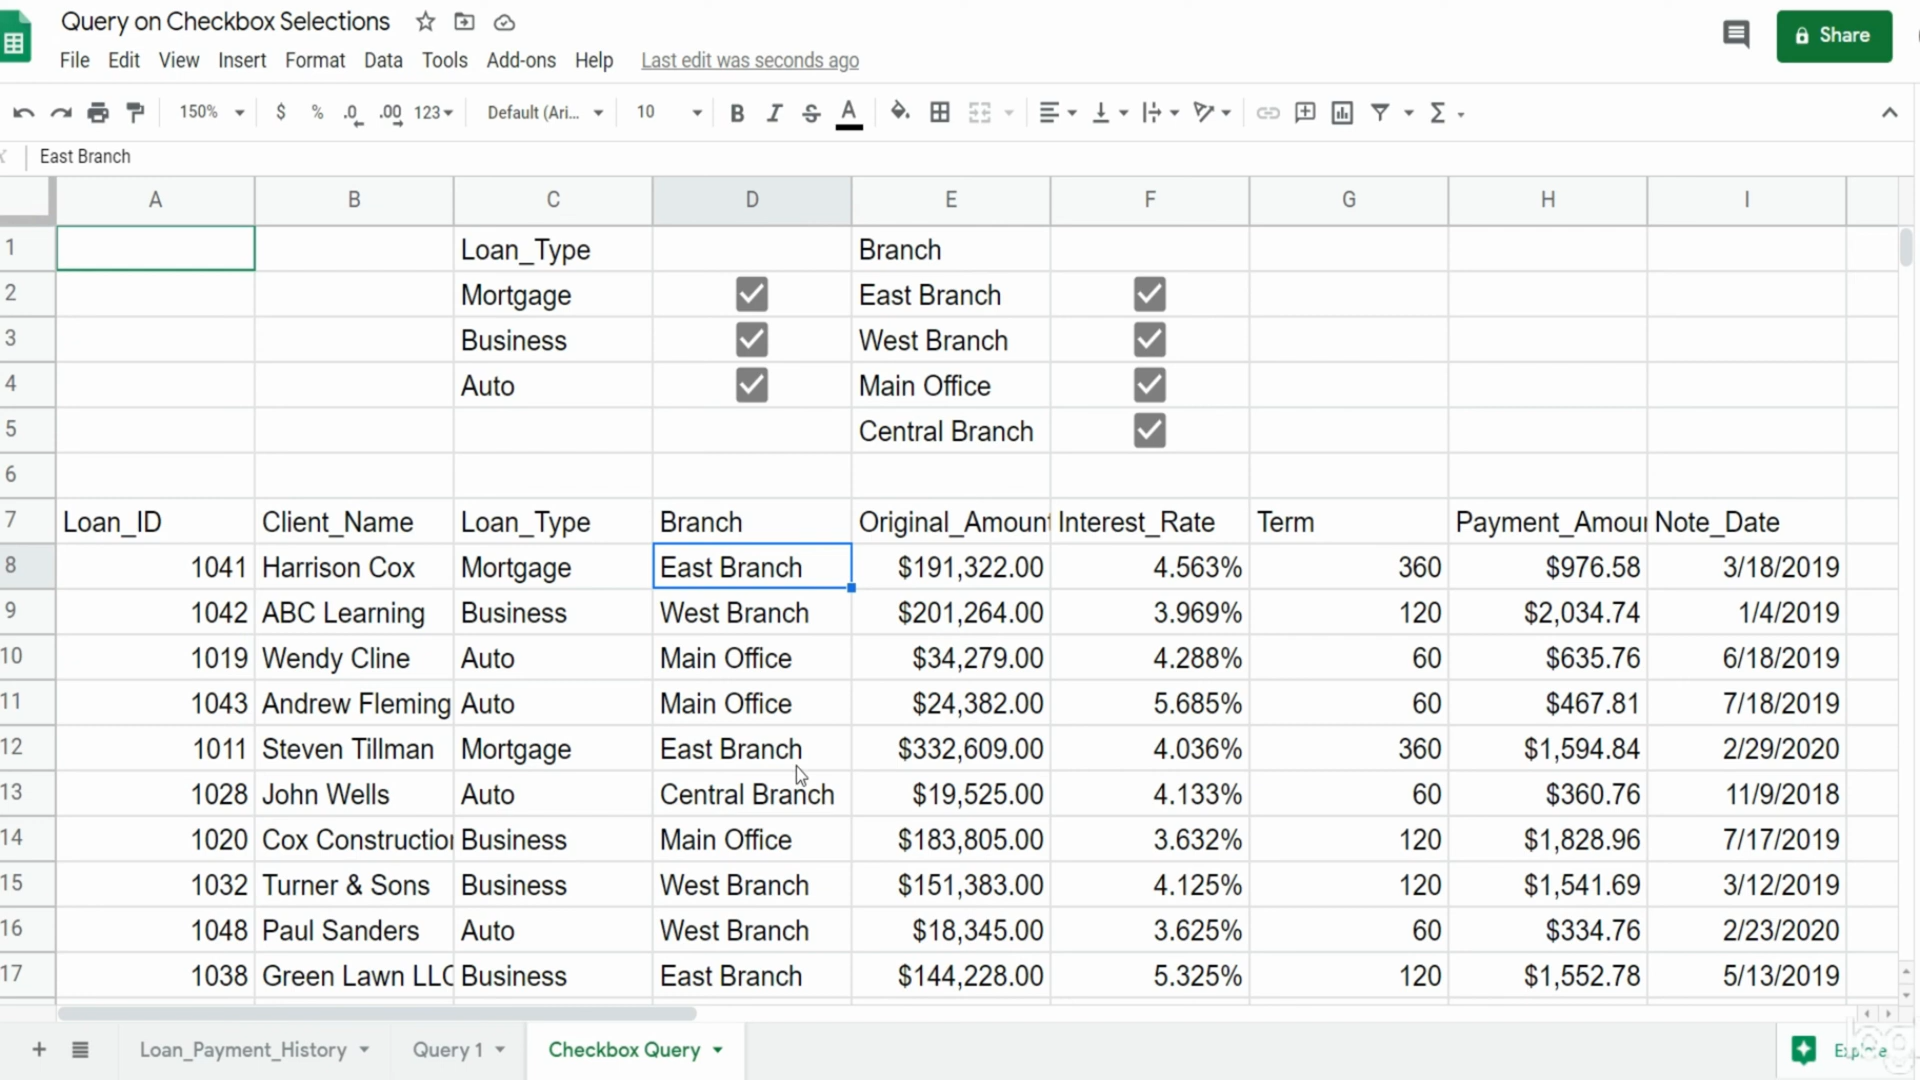 Query on Checkbox Selections
Share
File Edit View Insert Format Data Tools Add-ons Help Last edit was seconds ago
150% $ % .0 .00 123 Default (Ari... 10 B I S A
East Branch
A B C D E F G H I
1 Loan_Type Branch
2 Mortgage East Branch
3 Business West Branch
4 Auto Main Office
5 Central Branch
6
7 Loan_ID Client_Name Loan_Type Branch Original_Amount Interest_Rate Term Payment_Amou Note_Date
8 1041 Harrison Cox Mortgage East Branch $191,322.00 4.563% 360 $976.58 3/18/2019
9 1042 ABC Learning Business West Branch $201,264.00 3.969% 120 $2,034.74 1/4/2019
10 1019 Wendy Cline Auto Main Office $34,279.00 4.288% 60 $635.76 6/18/2019
11 1043 Andrew Fleming Auto Main Office $24,382.00 5.685% 60 $467.81 7/18/2019
12 1011 Steven Tillman Mortgage East Branch $332,609.00 4.036% 360 $1,594.84 2/29/2020
13 1028 John Wells Auto Central Branch $19,525.00 4.133% 60 $360.76 11/9/2018
14 1020 Cox Construction Business Main Office $183,805.00 3.632% 120 $1,828.96 7/17/2019
15 1032 Turner & Sons Business West Branch $151,383.00 4.125% 120 $1,541.69 3/12/2019
16 1048 Paul Sanders Auto West Branch $18,345.00 3.625% 60 $334.76 2/23/2020
17 1038 Green Lawn LLC Business East Branch $144,228.00 5.325% 120 $1,552.78 5/13/2019
Loan_Payment_History Query 1 Checkbox Query Explore